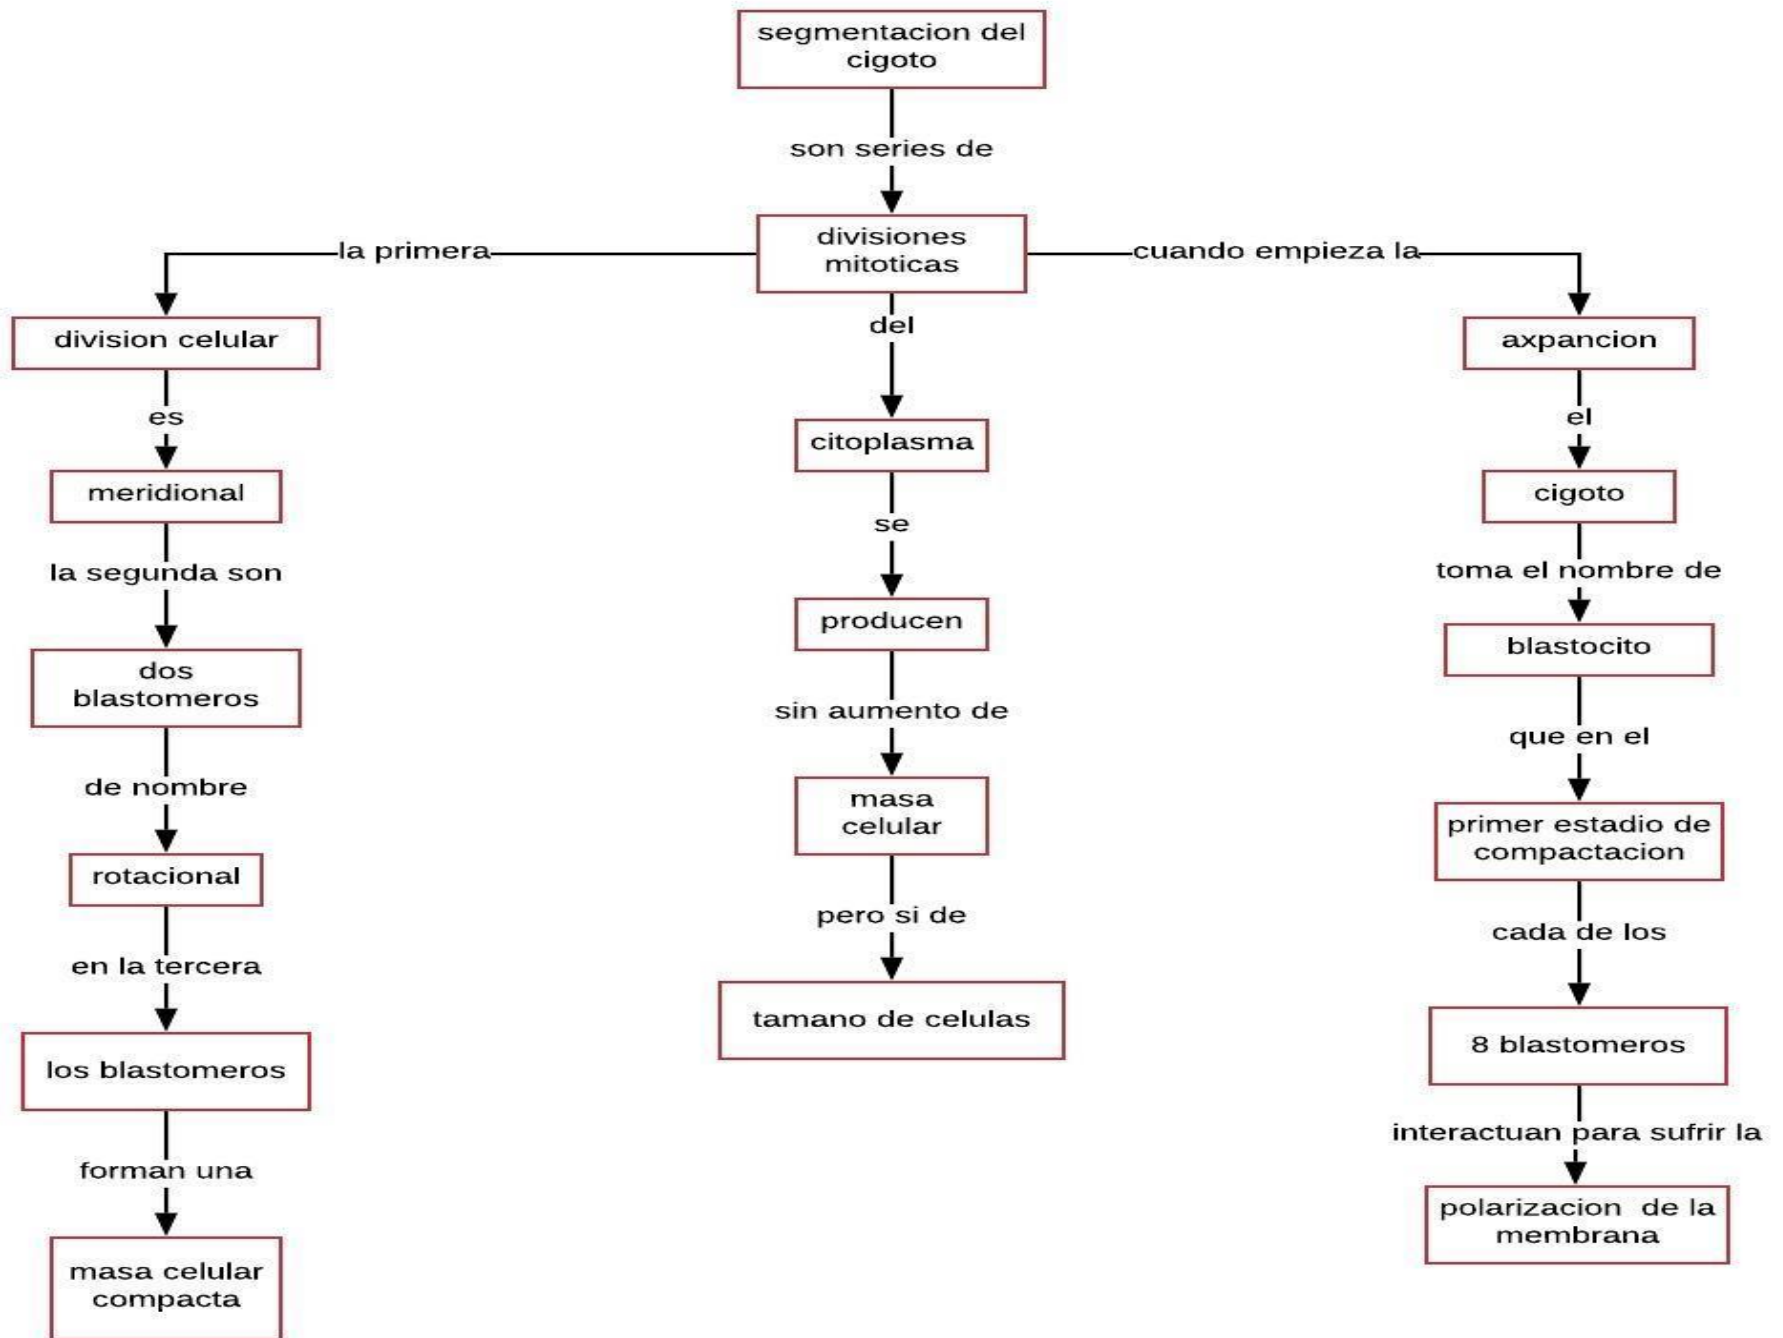 segmentacion del
cigoto
son series de
divisiones
mitoticas
la primera
division celular
es
meridional
la segunda son
dos
blastomeros
de nombre
rotacional
en la tercera
los blastomeros
forman una
masa celular
compacta
del
citoplasma
se
producen
sin aumento de
masa
celular
pero si de
tamano de celulas
cuando empieza la
axpancion
el
cigoto
toma el nombre de
blastocito
que en el
primer estadio de
compactacion
cada de los
8 blastomeros
interactuan para sufrir la
polarizacion de la
membrana